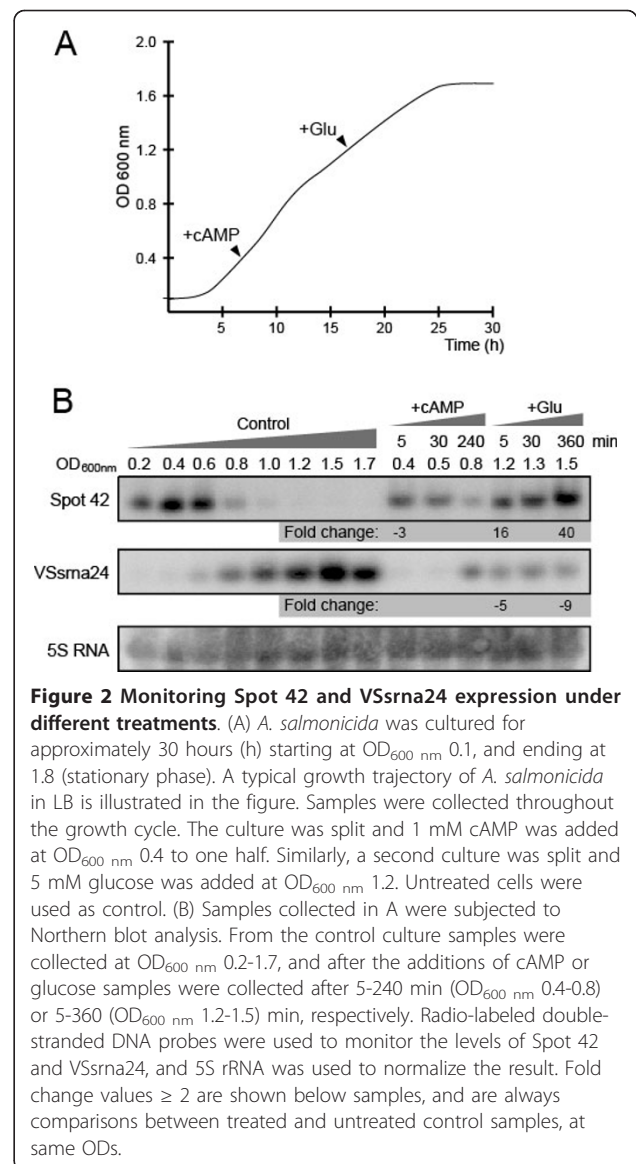 A
2.0
1.6
+Glu
1.2
OD 600 nm
0.8
+cAMP
0.4
5 10 15 20 25 30
Time (h)
B
+cAMP +Glu
Control
5 30 240 5 30 360 min
OD600nm 0.2 0.4 0.6 0.8 1.0 1.2 1.5 1.7 0.4 0.5 0.8 1.2 1.3 1.5
Spot 42
Fold change: -3 16 40
VSsrna24
Fold change: -5 -9
5S RNA
Figure 2 Monitoring Spot 42 and VSsrna24 expression under
different treatments. (A) A. salmonicida was cultured for
approximately 30 hours (h) starting at OD600 nm 0.1, and ending at
1.8 (stationary phase). A typical growth trajectory of A. salmonicida
in LB is illustrated in the figure. Samples were collected throughout
the growth cycle. The culture was split and 1 mM cAMP was added
at OD600 nm 0.4 to one half. Similarly, a second culture was split and
5 mM glucose was added at OD600 nm 1.2. Untreated cells were
used as control. (B) Samples collected in A were subjected to
Northern blot analysis. From the control culture samples were
collected at OD600 nm 0.2-1.7, and after the additions of cAMP or
glucose samples were collected after 5-240 min (OD600 nm 0.4-0.8)
or 5-360 (OD600 nm 1.2-1.5) min, respectively. Radio-labeled double-
stranded DNA probes were used to monitor the levels of Spot 42
and VSsrna24, and 5S rRNA was used to normalize the result. Fold
change values ≥ 2 are shown below samples, and are always
comparisons between treated and untreated control samples, at
same ODs.